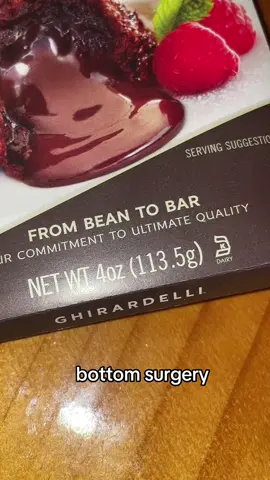 SERVING SUGGESTIO
FROM BEAN TO BAR
UR COMMITMENT TO ULTIMATE QUALITY
NET WT. 4oz (113.5g)
DAIRY
GHIRARDELLI
bottom surgery